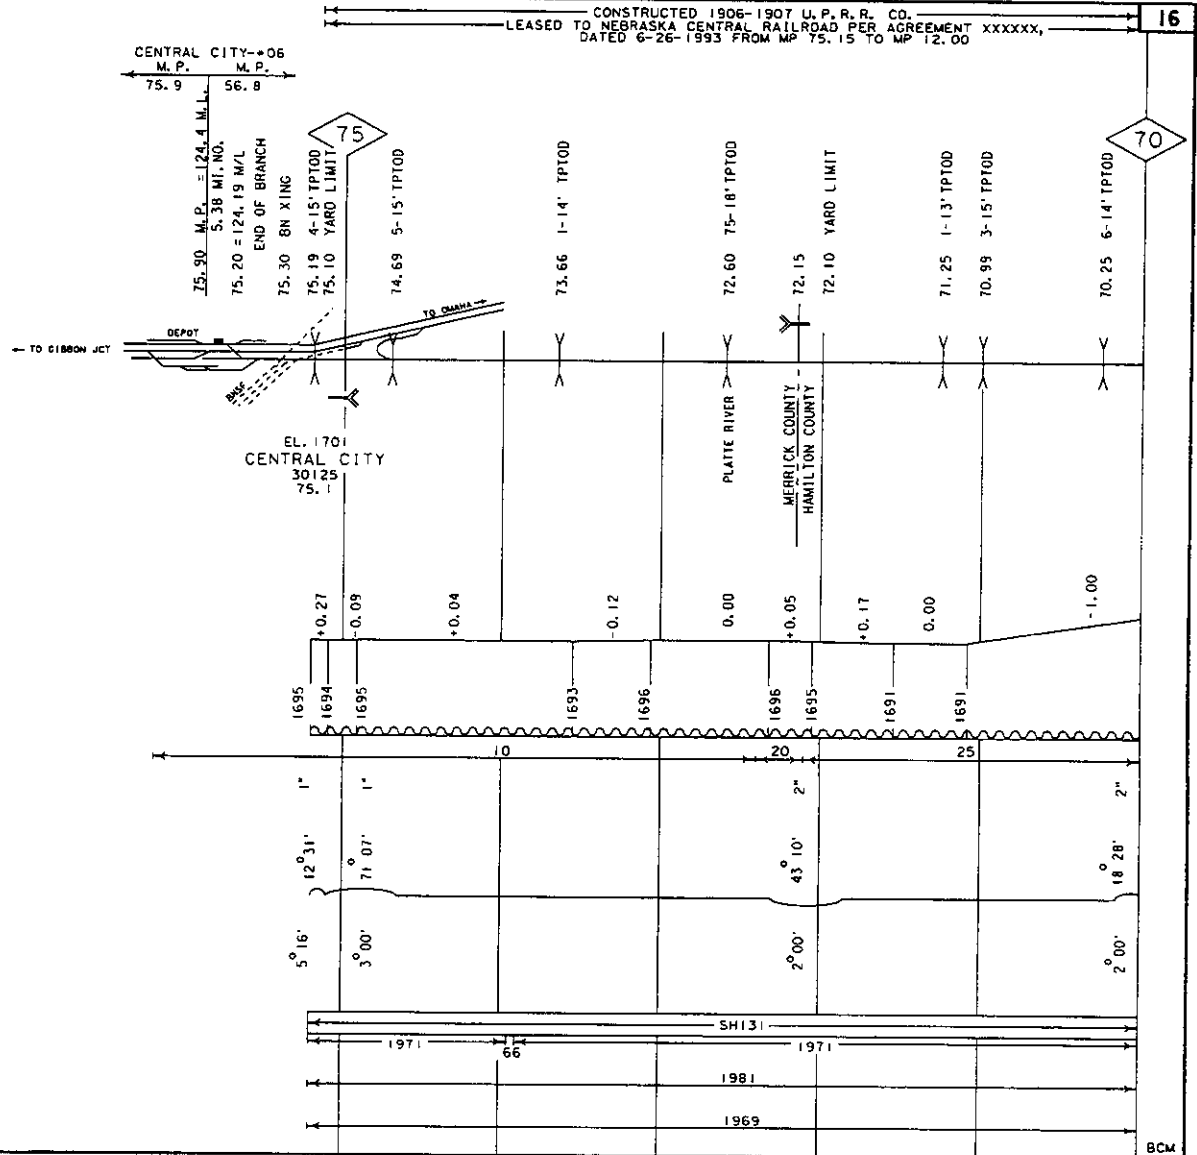 CONSTRUCTED 1906-1907 U. P. R. R. CO.
16
LEASED TO NEBRASKA CENTRAL RAILROAD PER AGREEMENT XXXXXX,
DATED 6-26-1993 FROM MP 75.15 TO MP 12.00
CENTRAL CITY-*06
M. P. M. P.
75.9 56.8
75
70
75.90 M.P. = 124.4 M.L.
5.38 MI. NO.
75.20 = 124.19 M/L
END OF BRANCH
75.30 BN XING
75.19 4-15' TPTOD
75.10 YARD LIMIT
74.69 5-15' TPTOD
73.66 1-14' TPTOD
72.60 75-18' TPTOD
72.15
72.10 YARD LIMIT
71.25 1-13' TPTOD
70.99 3-15' TPTOD
70.25 6-14' TPTOD
DEPOT
TO OMAHA
TO GIBBON JCT
BNSF
PLATTE RIVER
MERRICK COUNTY
HAMILTON COUNTY
EL. 1701
CENTRAL CITY
30125
75.1
+0.27
-0.09
+0.04
-0.12
0.00
+0.05
+0.17
0.00
-1.00
1695
1694
1695
1693
1696
1696
1695
1691
1691
10
20
25
1"
1"
2"
2"
12° 31'
71° 07'
43° 10'
18° 28'
5° 16'
3° 00'
2° 00'
2° 00'
SH131
1971
66
1971
1981
1969
BCM